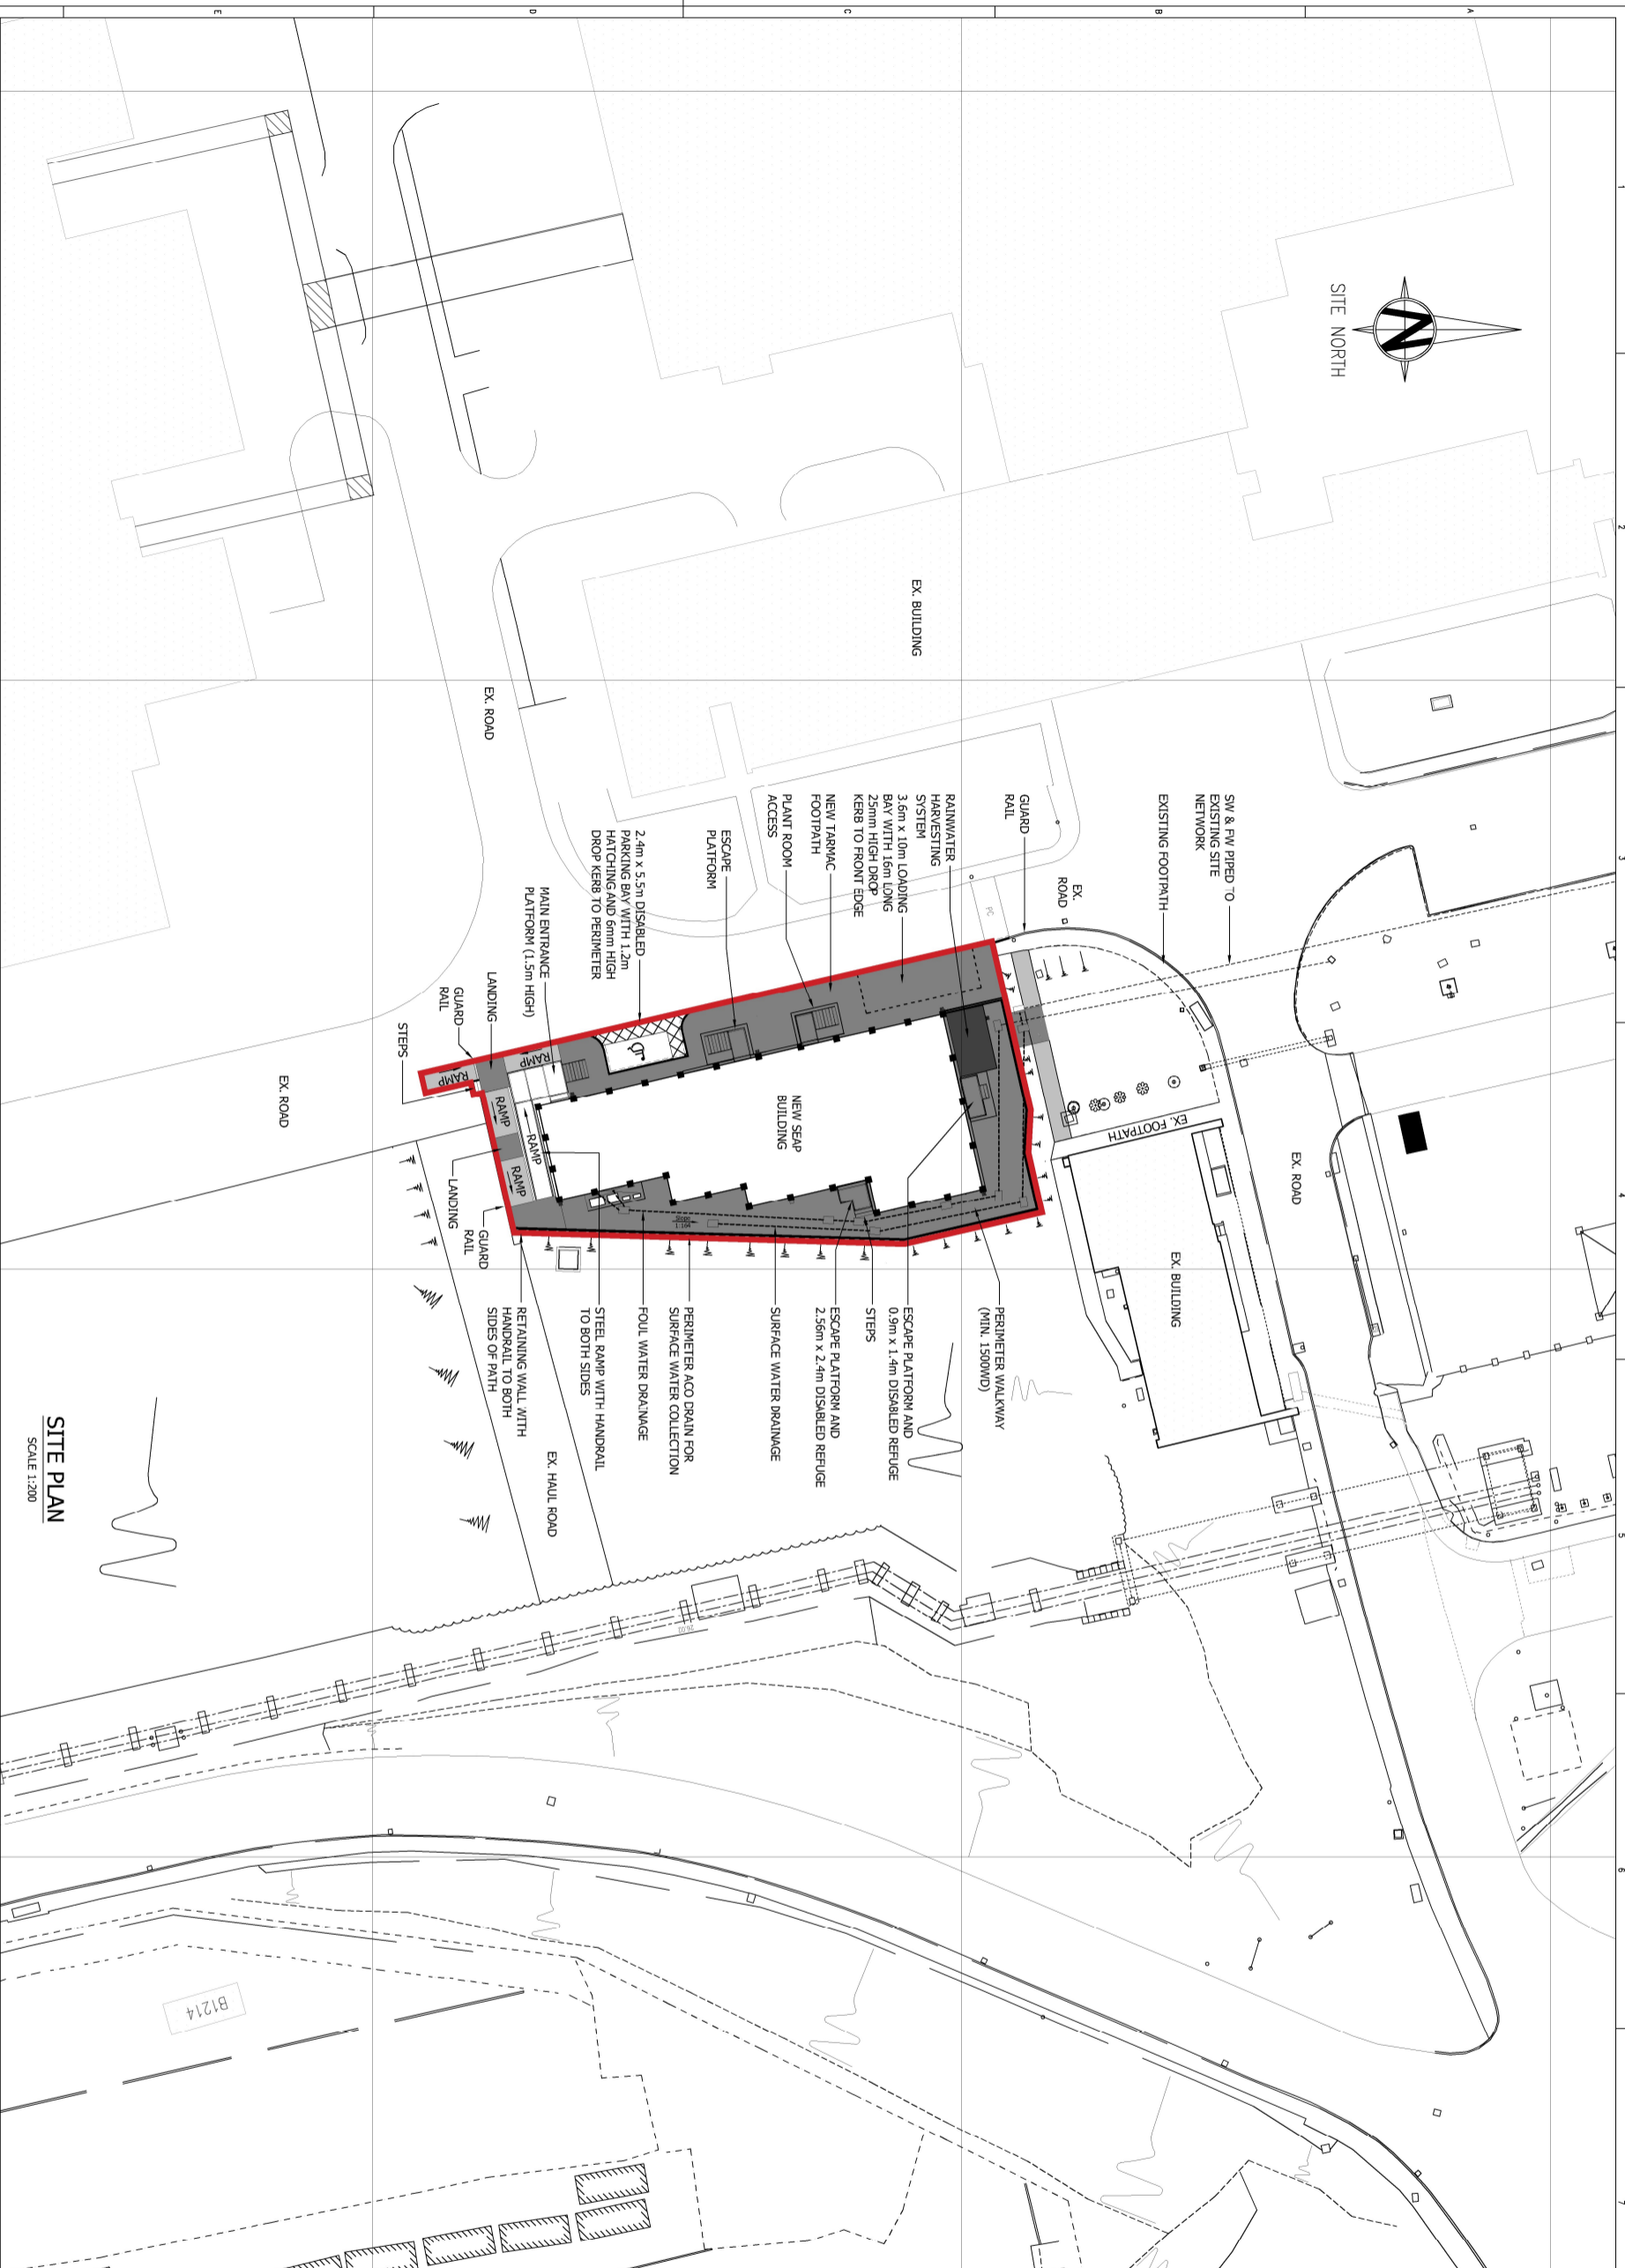 1
2
3
4
5
6
7
A
B
C
D
E
SITE NORTH
SW & FW PIPED TO
EXISTING SITE
NETWORK
EXISTING FOOTPATH
EX.
ROAD
GUARD
RAIL
RAINWATER
HARVESTING
SYSTEM
3.6m x 10m LOADING
BAY WITH 16m LONG
25mm HIGH DROP
KERB TO FRONT EDGE
NEW TARMAC
FOOTPATH
PLANT ROOM
ACCESS
ESCAPE
PLATFORM
2.4m x 5.5m DISABLED
PARKING BAY WITH 1.2m
HATCHING AND 6mm HIGH
DROP KERB TO PERIMETER
MAIN ENTRANCE
PLATFORM (1.5m HIGH)
LANDING
GUARD
RAIL
STEPS
EX. BUILDING
EX. ROAD
EX. ROAD
EX. ROAD
EX. FOOTPATH
EX. BUILDING
NEW SEAP
BUILDING
RAMP
RAMP
RAMP
RAMP
RAMP
LANDING
GUARD
RAIL
PERIMETER WALKWAY
(MIN. 1500WD)
ESCAPE PLATFORM AND
0.9m x 1.4m DISABLED REFUGE
STEPS
ESCAPE PLATFORM AND
2.56m x 2.4m DISABLED REFUGE
SURFACE WATER DRAINAGE
PERIMETER ACO DRAIN FOR
SURFACE WATER COLLECTION
FOUL WATER DRAINAGE
STEEL RAMP WITH HANDRAIL
TO BOTH SIDES
RETAINING WALL WITH
HANDRAIL TO BOTH
SIDES OF PATH
EX. HAUL ROAD
B1214
SITE PLAN
SCALE 1:200